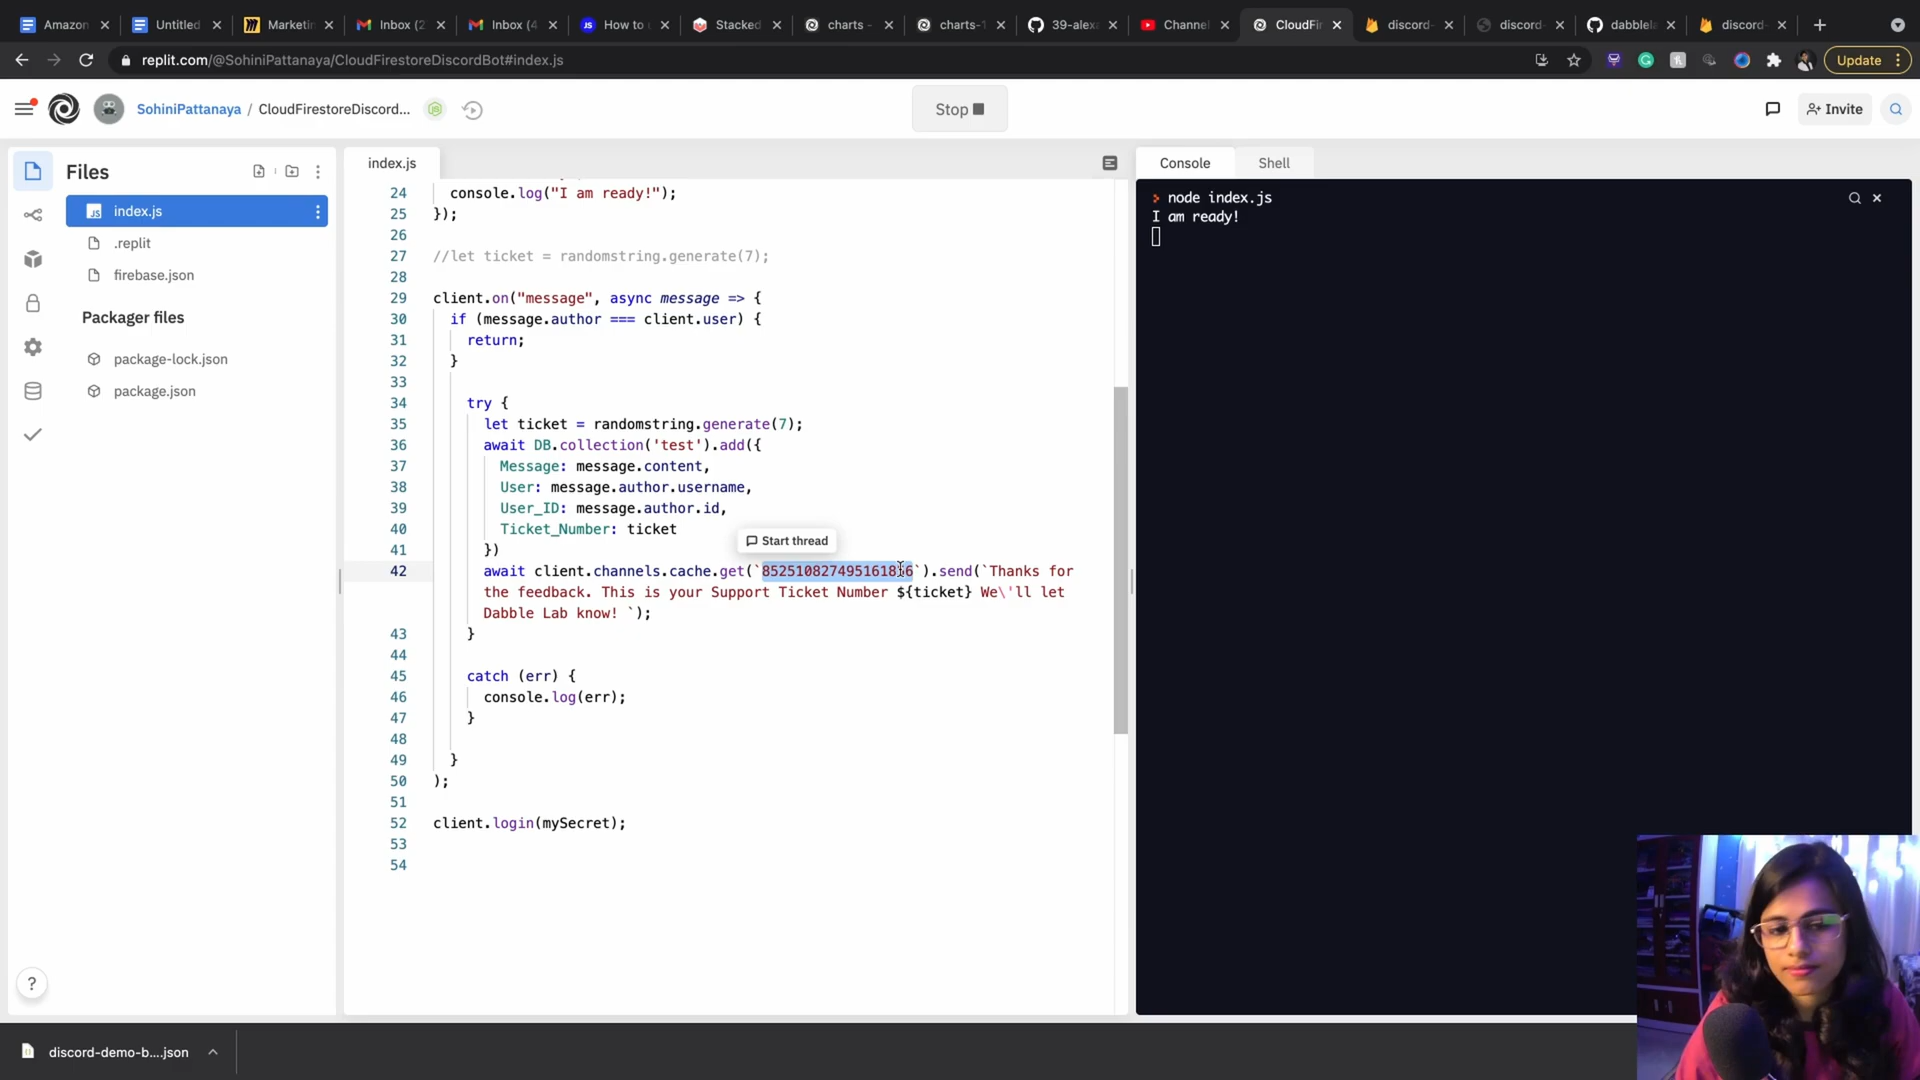 Amazon
Untitled
Marketin
Inbox (2
Inbox (4
How to
Stacked
charts -
charts-1
39-alexa
Channel
CloudFir
discord-
discord-
dabblela
discord-
replit.com/@SohiniPattanaya/CloudFirestoreDiscordBot#index.js
Update
SohiniPattanaya / CloudFirestoreDiscord...
Stop
Invite
Files
index.js
.replit
firebase.json
Packager files
package-lock.json
package.json
index.js
24 console.log("I am ready!");
25 });
26
27 //let ticket = randomstring.generate(7);
28
29 client.on("message", async message => {
30 if (message.author === client.user) {
31 return;
32 }
33
34 try {
35 let ticket = randomstring.generate(7);
36 await DB.collection('test').add({
37 Message: message.content,
38 User: message.author.username,
39 User_ID: message.author.id,
40 Ticket_Number: ticket
Start thread
41 })
42 await client.channels.cache.get(`).send(`Thanks for
the feedback. This is your Support Ticket Number ${ticket} We\'ll let
Dabble Lab know! `);
43 }
44
45 catch (err) {
46 console.log(err);
47 }
48
49 }
50 );
51
52 client.login(mySecret);
53
54
Console
Shell
node index.js
I am ready!
?
discord-demo-b....json